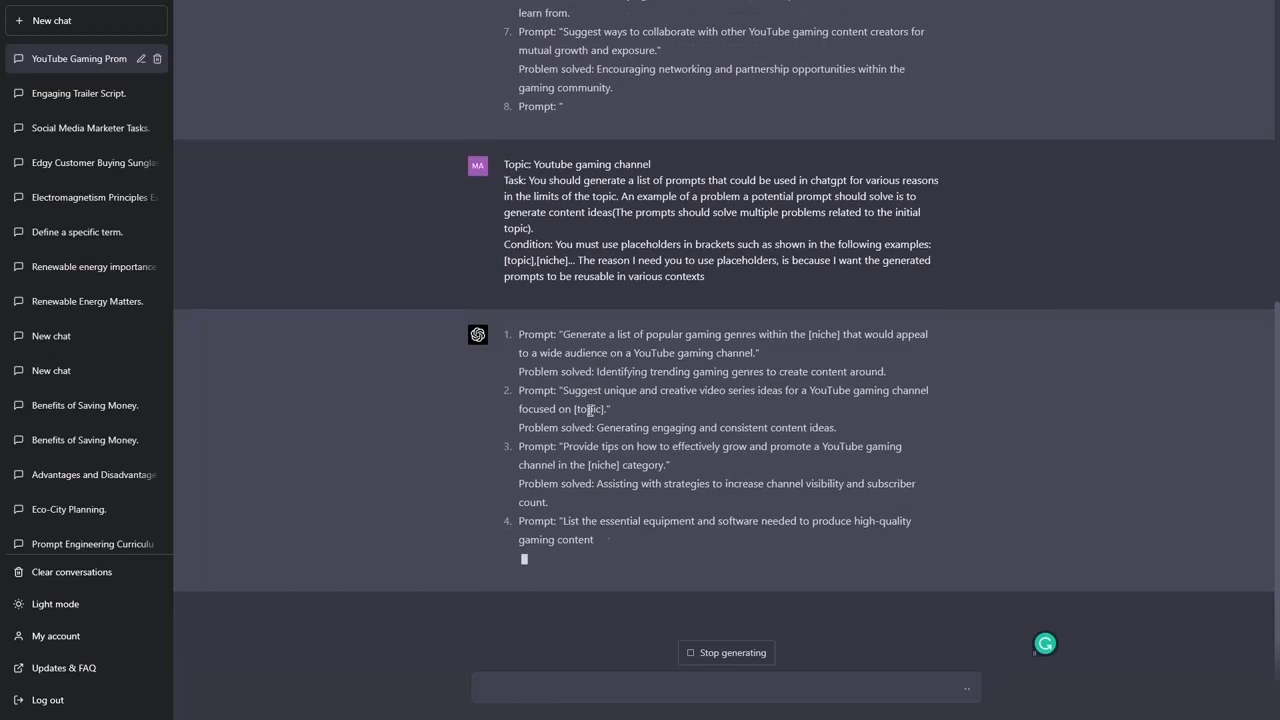 New chat
YouTube Gaming Prom
Engaging Trailer Script.
Social Media Marketer Tasks.
Edgy Customer Buying Sungla
Electromagnetism Principles E
Define a specific term.
Renewable energy importance
Renewable Energy Matters.
New chat
New chat
Benefits of Saving Money.
Benefits of Saving Money.
Advantages and Disadvantage
Eco-City Planning.
Prompt Engineering Curriculu
Clear conversations
Light mode
My account
Updates & FAQ
Log out
learn from.
7. Prompt: "Suggest ways to collaborate with other YouTube gaming content creators for
mutual growth and exposure."
Problem solved: Encouraging networking and partnership opportunities within the
gaming community.
8. Prompt: "
MA
Topic: Youtube gaming channel
Task: You should generate a list of prompts that could be used in chatgpt for various reasons
in the limits of the topic. An example of a problem a potential prompt should solve is to
generate content ideas(The prompts should solve multiple problems related to the initial
topic).
Condition: You must use placeholders in brackets such as shown in the following examples:
[topic],[niche]... The reason I need you to use placeholders, is because I want the generated
prompts to be reusable in various contexts
1. Prompt: "Generate a list of popular gaming genres within the [niche] that would appeal
to a wide audience on a YouTube gaming channel."
Problem solved: Identifying trending gaming genres to create content around.
2. Prompt: "Suggest unique and creative video series ideas for a YouTube gaming channel
focused on [topic]."
Problem solved: Generating engaging and consistent content ideas.
3. Prompt: "Provide tips on how to effectively grow and promote a YouTube gaming
channel in the [niche] category."
Problem solved: Assisting with strategies to increase channel visibility and subscriber
count.
4. Prompt: "List the essential equipment and software needed to produce high-quality
gaming content
Stop generating